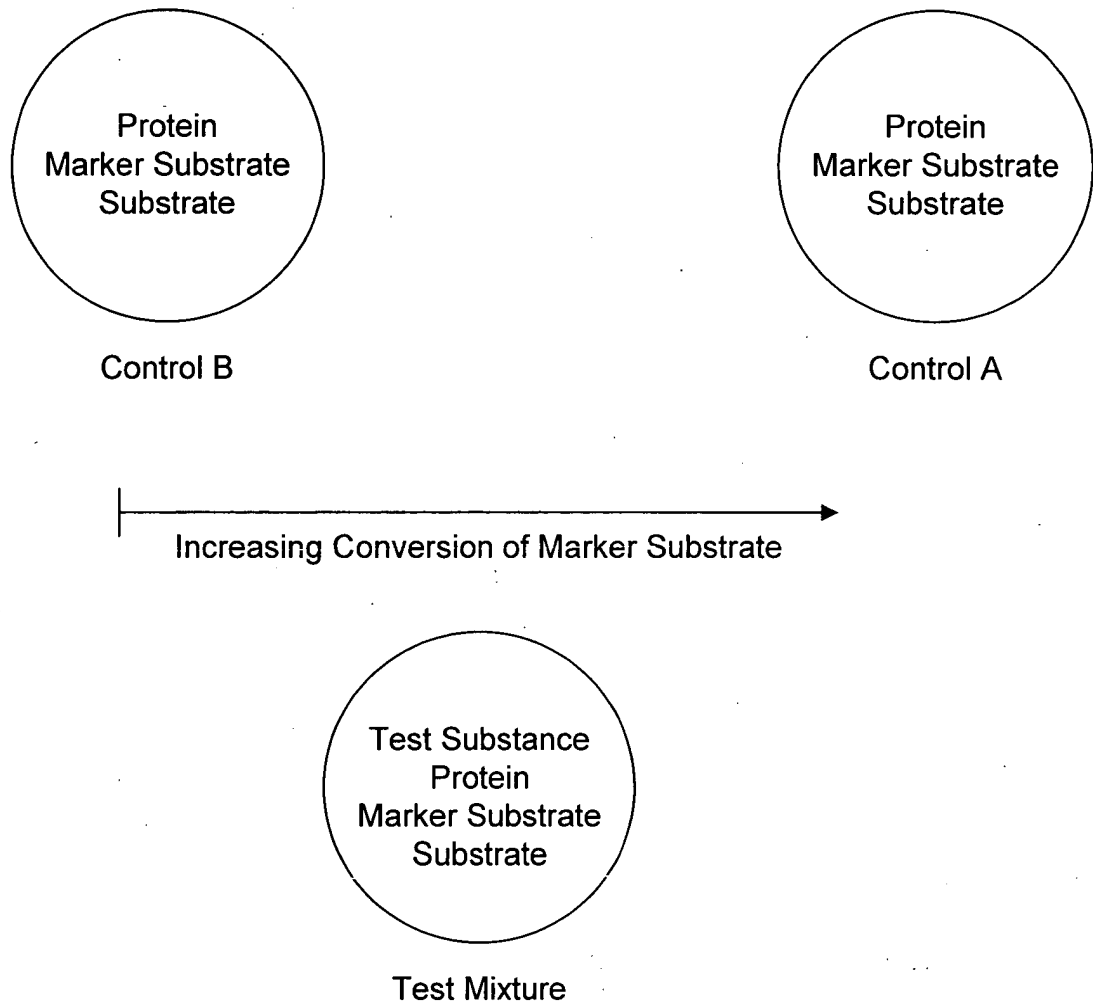 Protein
Marker Substrate
Substrate
Control B
Protein
Marker Substrate
Substrate
Control A
Increasing Conversion of Marker Substrate
Test Substance
Protein
Marker Substrate
Substrate
Test Mixture